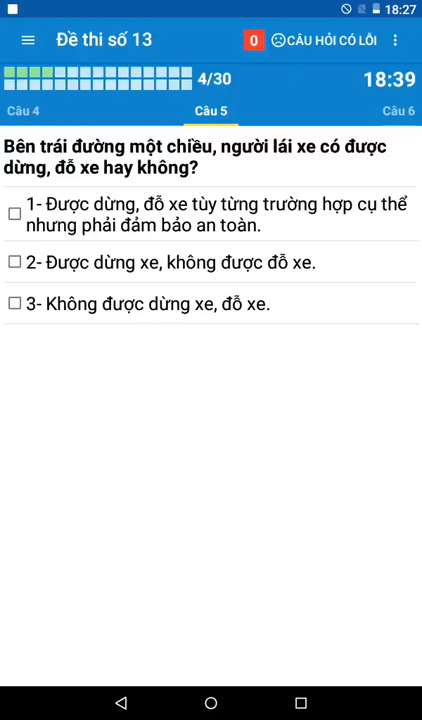 18:27
Đề thi số 13
0
CÂU HỎI CÓ LỖI
4/30
18:39
Câu 4
Câu 5
Câu 6
Bên trái đường một chiều, người lái xe có được
dừng, đỗ xe hay không?
1- Được dừng, đỗ xe tùy từng trường hợp cụ thể
nhưng phải đảm bảo an toàn.
2- Được dừng xe, không được đỗ xe.
3- Không được dừng xe, đỗ xe.